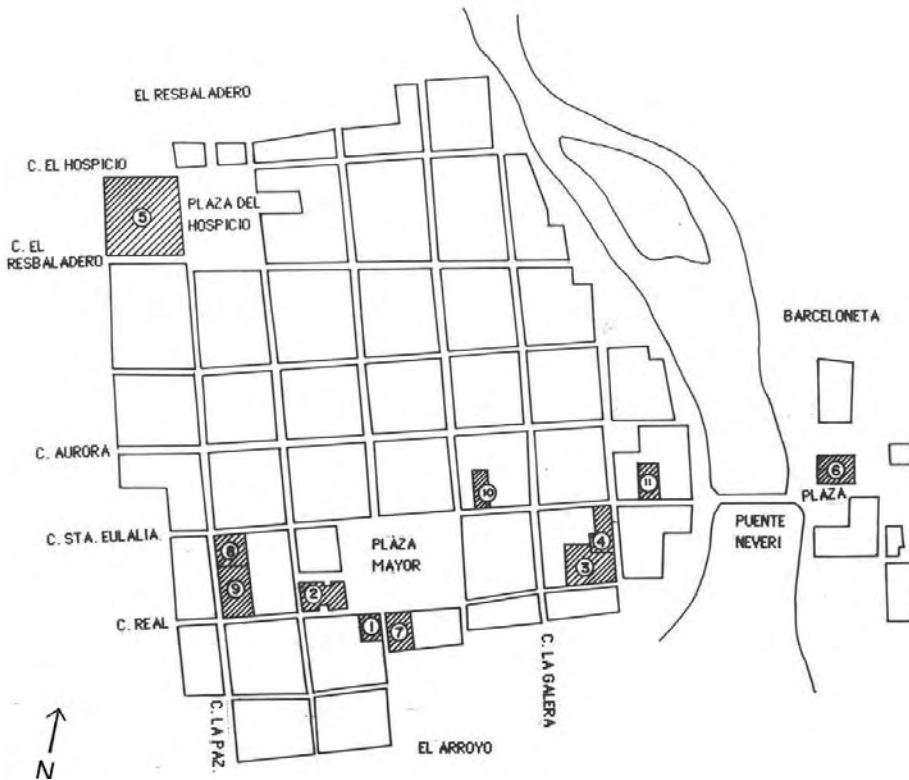 EL RESBALADERO
C. EL HOSPICIO
5
PLAZA DEL
HOSPICIO
C. EL
RESBALADERO
BARCELONETA
C. AURORA
10
11
6
PLAZA
C. STA. EULALIA.
8
PLAZA
MAYOR
4
PUENTE
NEVERI
3
9
2
C. REAL
1
7
C. LA GALERA
C. LA PAZ.
EL ARROYO
N